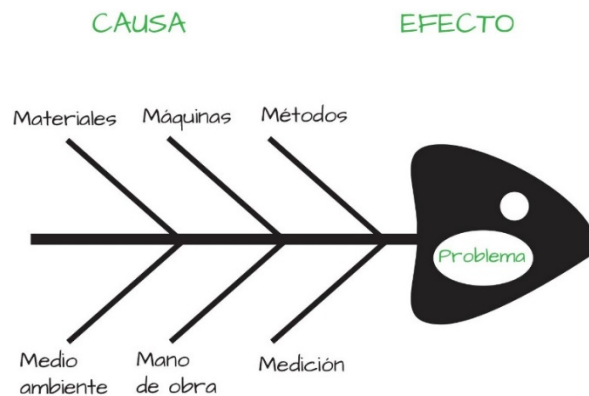 CAUSA
EFECTO
Materiales
Máquinas
Métodos
Problema
Medio
ambiente
Mano
de obra
Medición